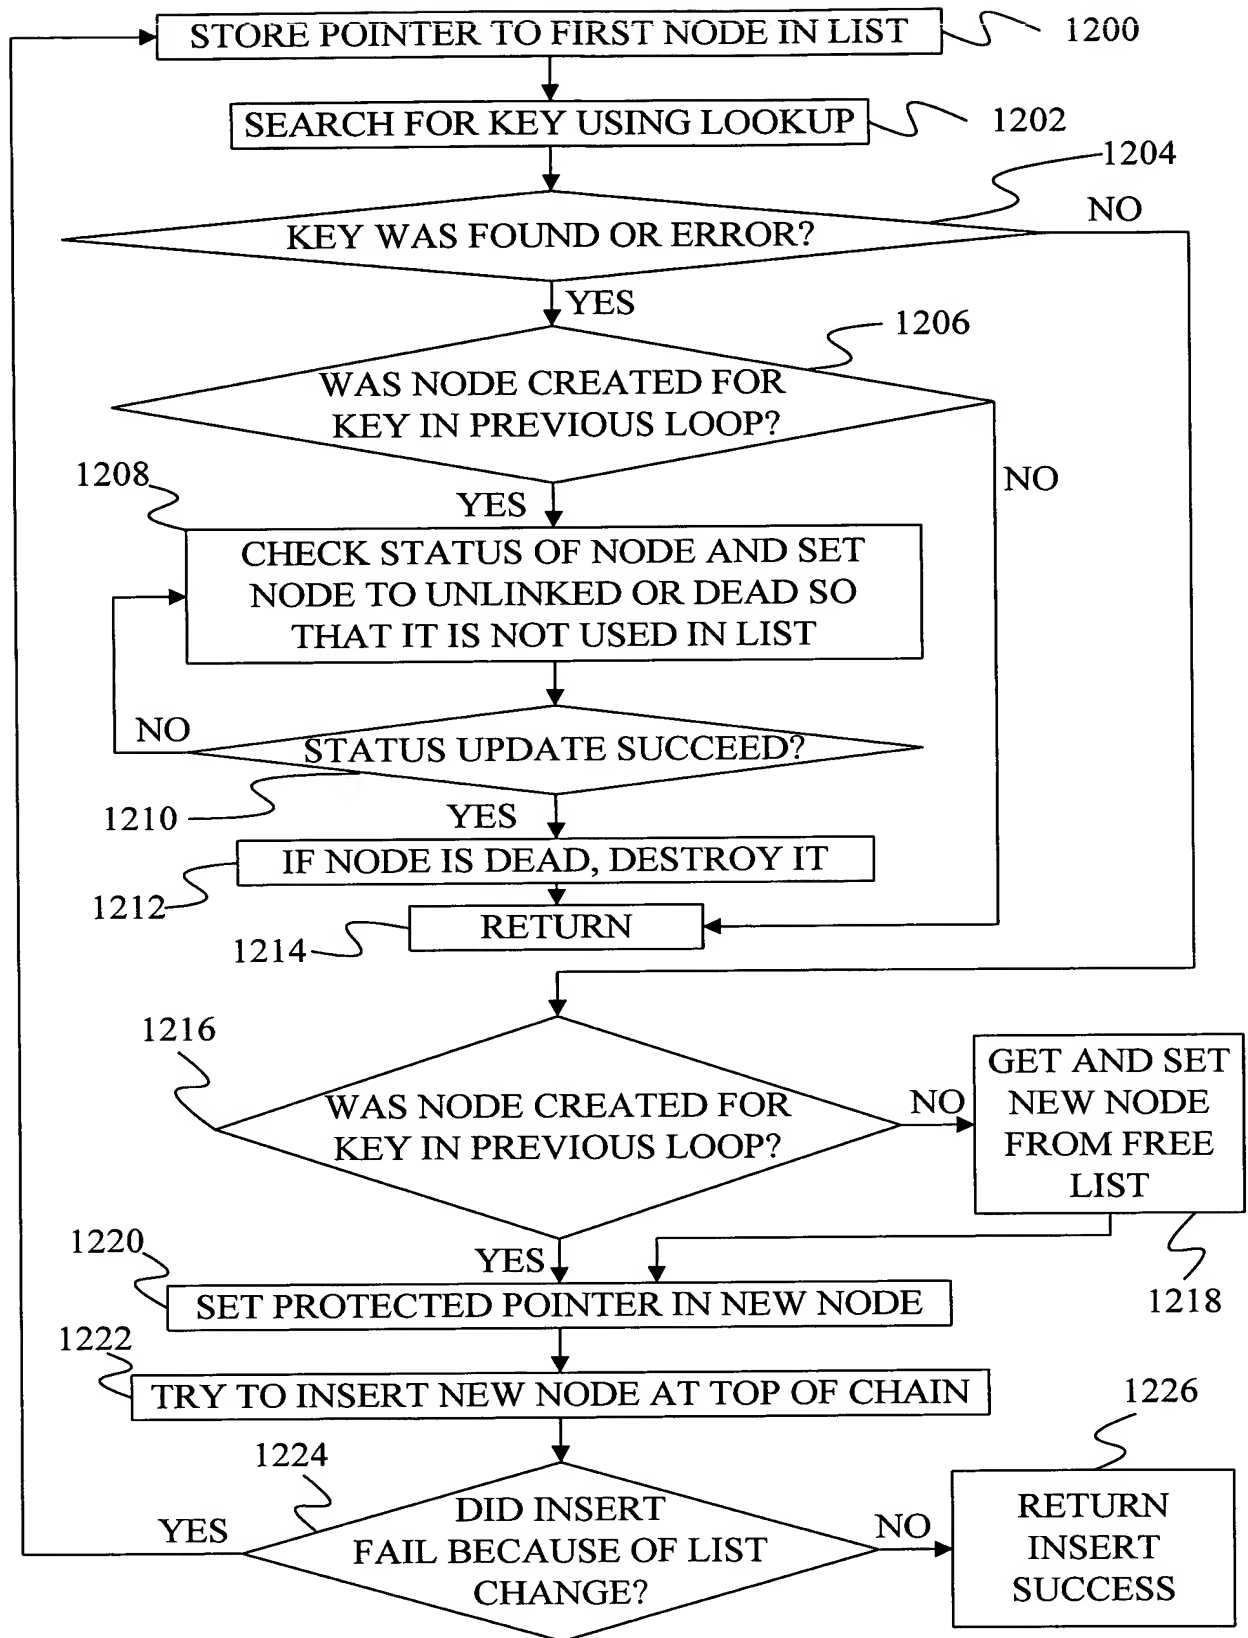 STORE POINTER TO FIRST NODE IN LIST
1200
SEARCH FOR KEY USING LOOKUP
1202
1204
KEY WAS FOUND OR ERROR?
NO
YES
1206
WAS NODE CREATED FOR
KEY IN PREVIOUS LOOP?
1208
YES
NO
CHECK STATUS OF NODE AND SET
NODE TO UNLINKED OR DEAD SO
THAT IT IS NOT USED IN LIST
NO
STATUS UPDATE SUCCEED?
1210
YES
IF NODE IS DEAD, DESTROY IT
1212
RETURN
1214
1216
WAS NODE CREATED FOR
KEY IN PREVIOUS LOOP?
NO
GET AND SET
NEW NODE
FROM FREE
LIST
1218
1220
YES
SET PROTECTED POINTER IN NEW NODE
1222
TRY TO INSERT NEW NODE AT TOP OF CHAIN
1224
1226
YES
DID INSERT
FAIL BECAUSE OF LIST
CHANGE?
NO
RETURN
INSERT
SUCCESS